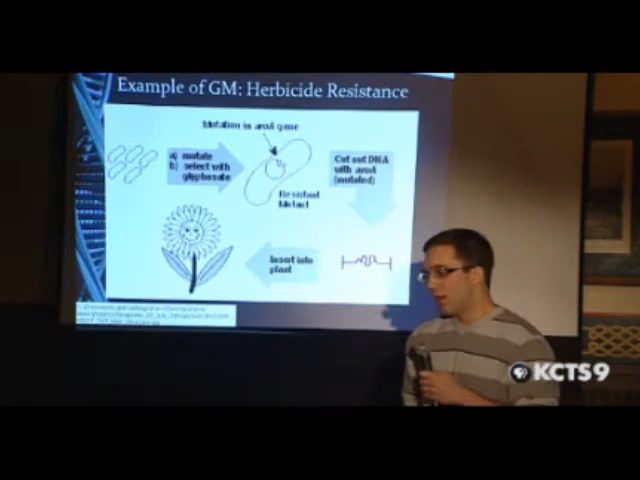 Example of GM: Herbicide Resistance
Mutation in aroA gene
a) mutate
b) select with
glyphosate
Cut out DNA
with aroA
(mutated)
Resistant
Mutant
Insert into
plant
KCTS9